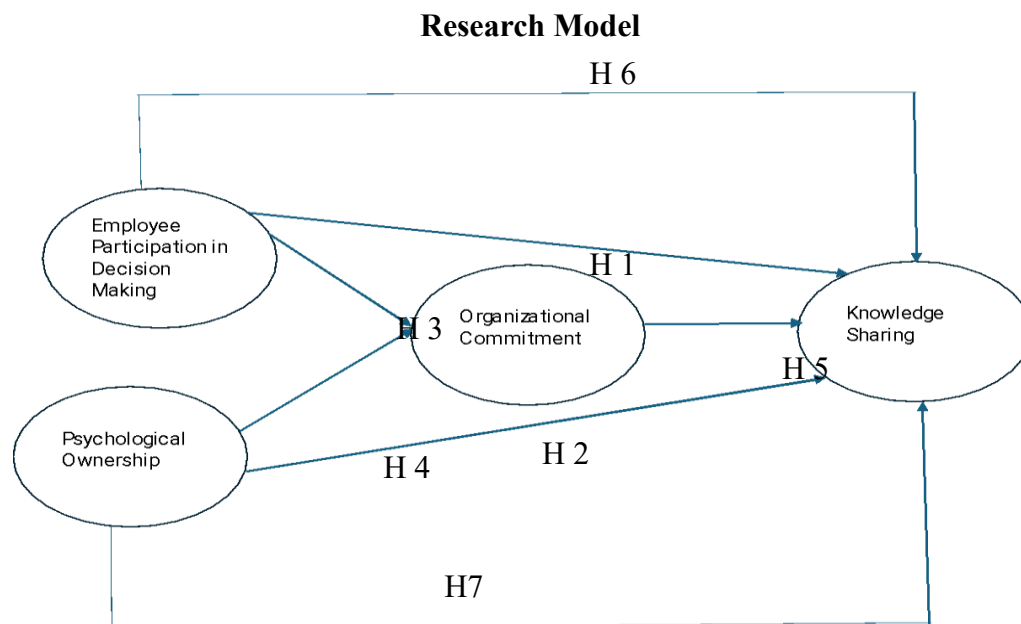 Research Model
H 6
Employee
Participation in
Decision
Making
H 1
H 3
Organizational
Commitment
Knowledge
Sharing
H 5
Psychological
Ownership
H 4
H 2
H7